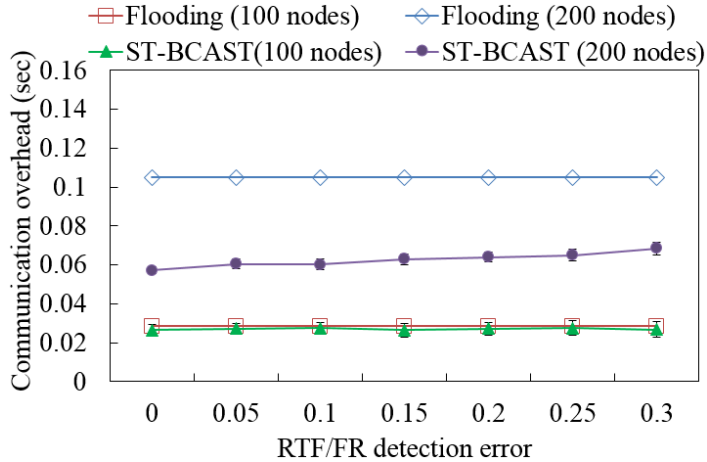 Flooding (100 nodes) Flooding (200 nodes)
ST-BCAST(100 nodes) ST-BCAST (200 nodes)
Communication overhead (sec)
0.16
0.14
0.12
0.1
0.08
0.06
0.04
0.02
0
0 0.05 0.1 0.15 0.2 0.25 0.3
RTF/FR detection error